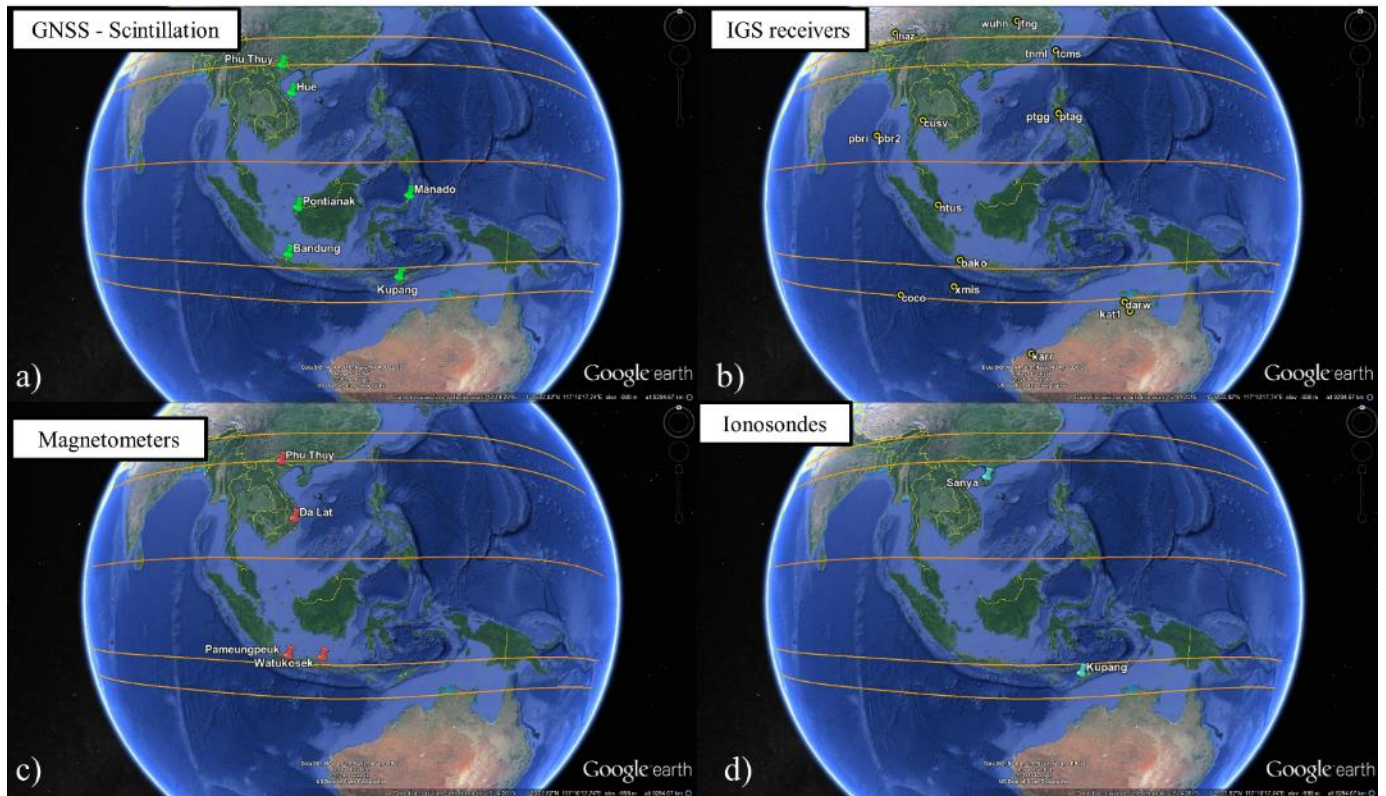 GNSS - Scintillation
Phu Thuy
Hue
Manado
Pontianak
Bandung
Kupang
a)
Google earth
IGS receivers
wuhn jfng
lhaz
tnml tcms
ptgg ptag
cusv
pbri pbr2
ntus
bako
xmis
coco
darw
kat1
karr
b)
Google earth
Magnetometers
Phu Thuy
Da Lat
Pameungpeuk
Watukosek
c)
Google earth
Ionosondes
Sanya
Kupang
d)
Google earth